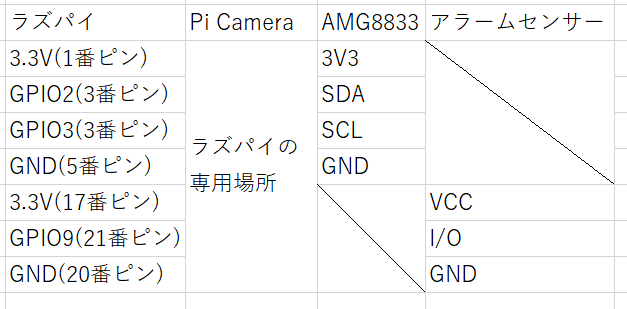 ラズパイ Pi Camera AMG8833 アラームセンサー
3.3V(1番ピン) 3V3
GPIO2(3番ピン) SDA
GPIO3(3番ピン) SCL
ラズパイの
専用場所
GND(5番ピン) GND
3.3V(17番ピン) VCC
GPIO9(21番ピン) I/O
GND(20番ピン) GND